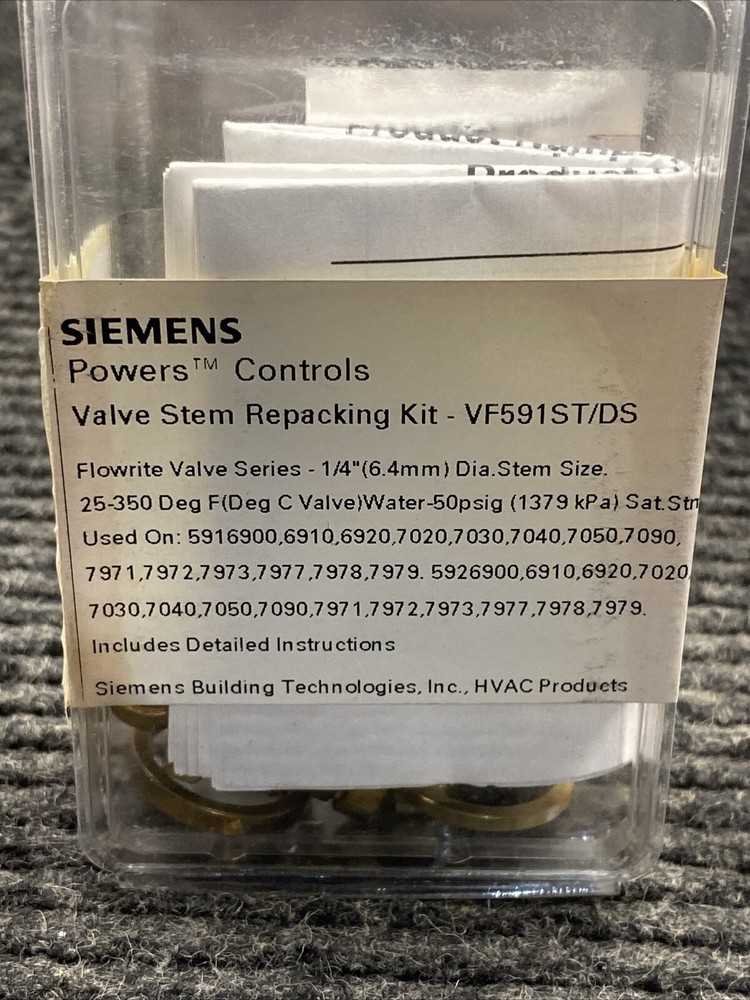 Product
Product
SIEMENS
Powers™ Controls
Valve Stem Repacking Kit - VF591ST/DS
Flowrite Valve Series - 1/4"(6.4mm) Dia.Stem Size.
25-350 Deg F(Deg C Valve)Water-50psig (1379 kPa) Sat.Stm
Used On: 5916900,6910,6920,7020,7030,7040,7050,7090,
7971,7972,7973,7977,7978,7979. 5926900,6910,6920,7020,
7030,7040,7050,7090,7971,7972,7973,7977,7978,7979.
Includes Detailed Instructions
Siemens Building Technologies, Inc., HVAC Products